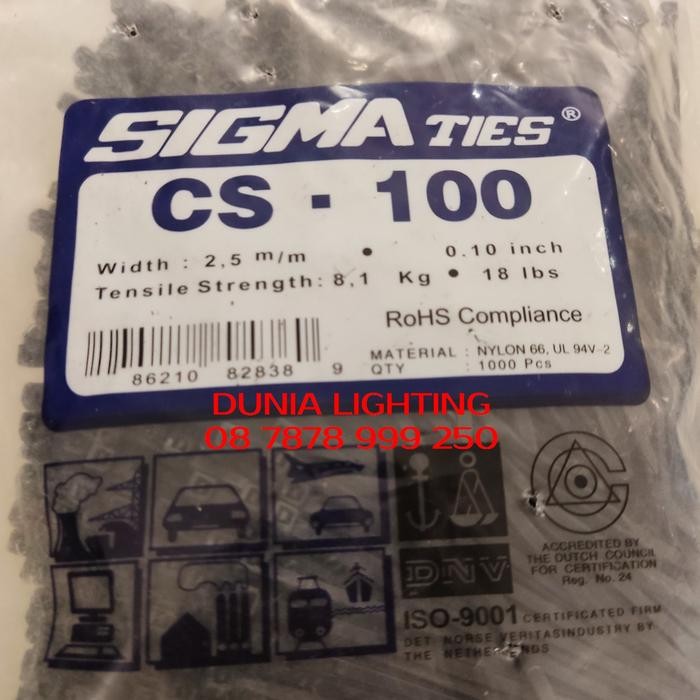 SIGMA TIES ®
CS - 100
Width : 2,5 m/m • 0.10 inch
Tensile Strength: 8,1 Kg • 18 lbs
RoHS Compliance
MATERIAL : NYLON 66, UL 94V-2
QTY : 1000 Pcs
86210 82838 9
DUNIA LIGHTING
08 7878 999 250
ACCREDITED BY
THE DUTCH COUNCIL
FOR CERTIFICATION
Reg. No. 24
DNV
ISO-9001 CERTIFICATED FIRM
DET NORSE VERITASINDUSTRY BY
THE NETHERLANDS